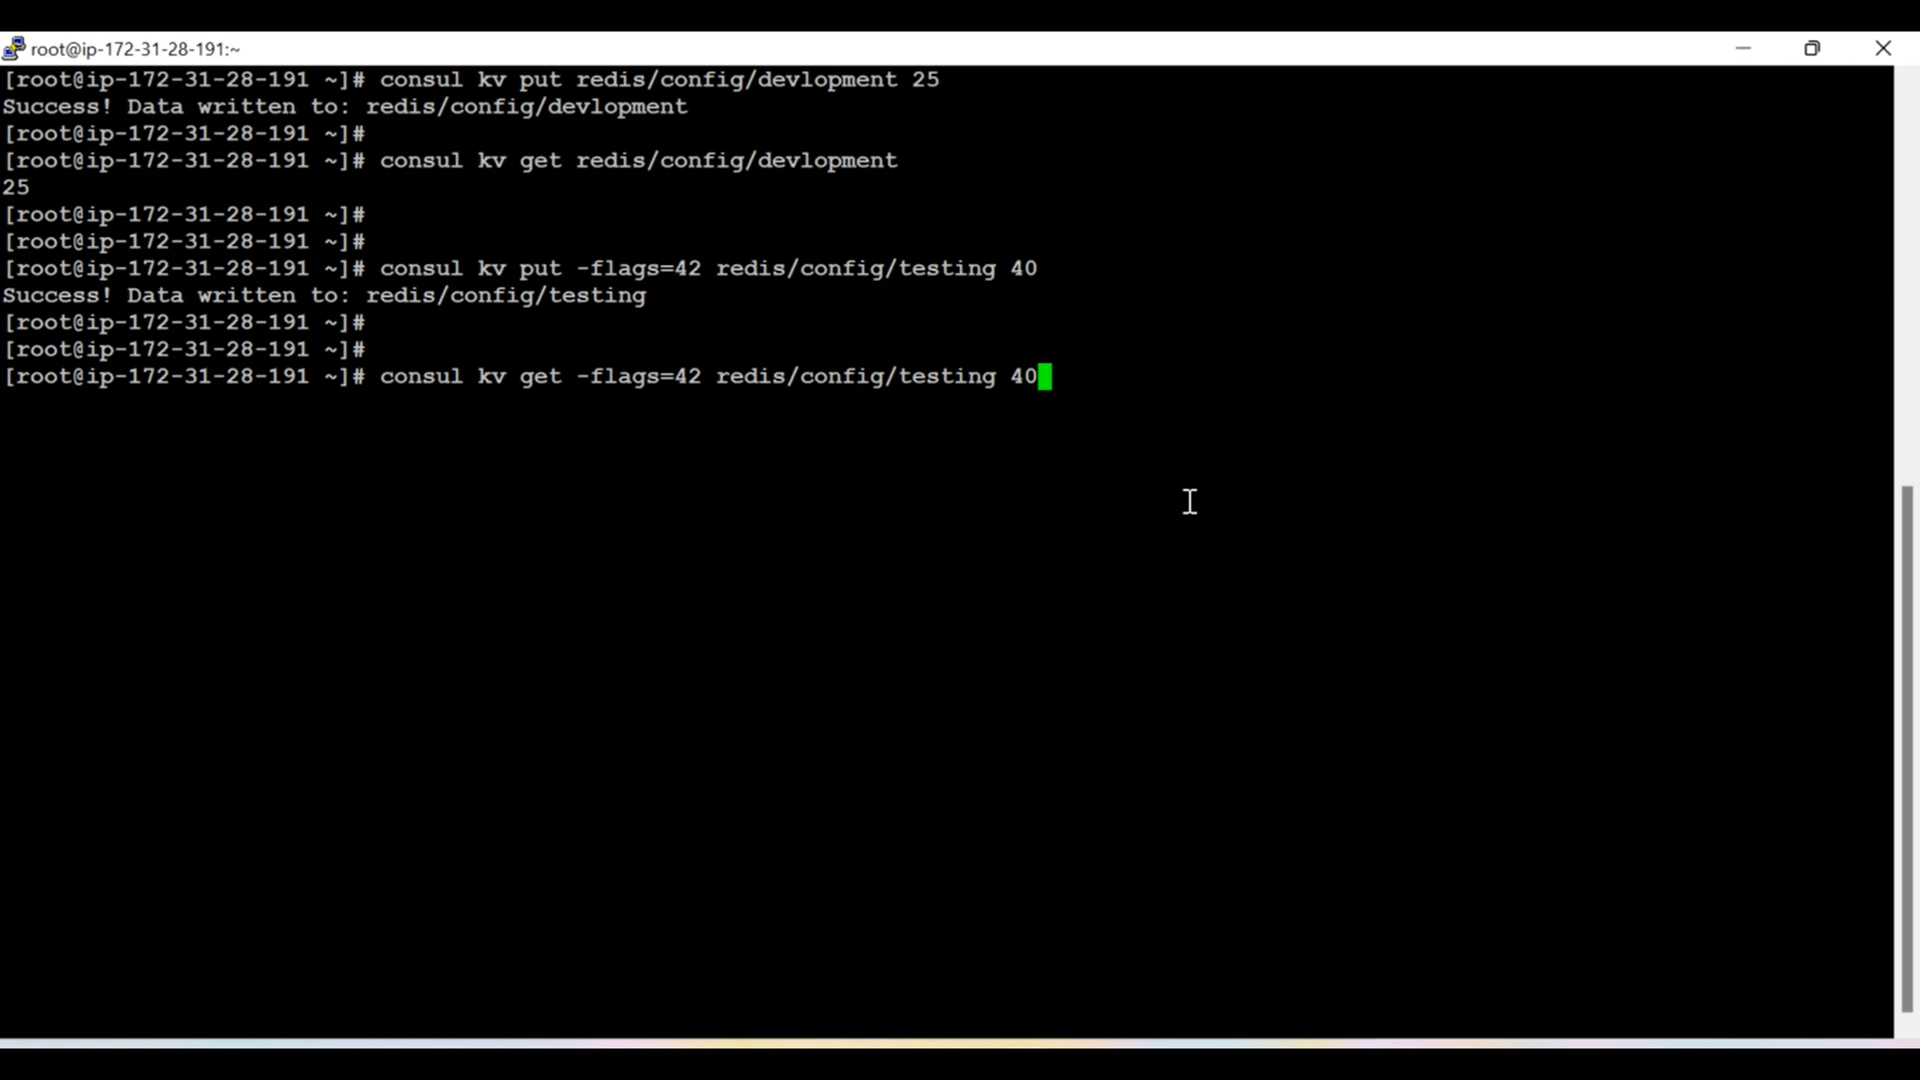 root@ip-172-31-28-191:~
[root@ip-172-31-28-191 ~]# consul kv put redis/config/devlopment 25
Success! Data written to: redis/config/devlopment
[root@ip-172-31-28-191 ~]#
[root@ip-172-31-28-191 ~]# consul kv get redis/config/devlopment
25
[root@ip-172-31-28-191 ~]#
[root@ip-172-31-28-191 ~]#
[root@ip-172-31-28-191 ~]# consul kv put -flags=42 redis/config/testing 40
Success! Data written to: redis/config/testing
[root@ip-172-31-28-191 ~]#
[root@ip-172-31-28-191 ~]#
[root@ip-172-31-28-191 ~]# consul kv get -flags=42 redis/config/testing 40